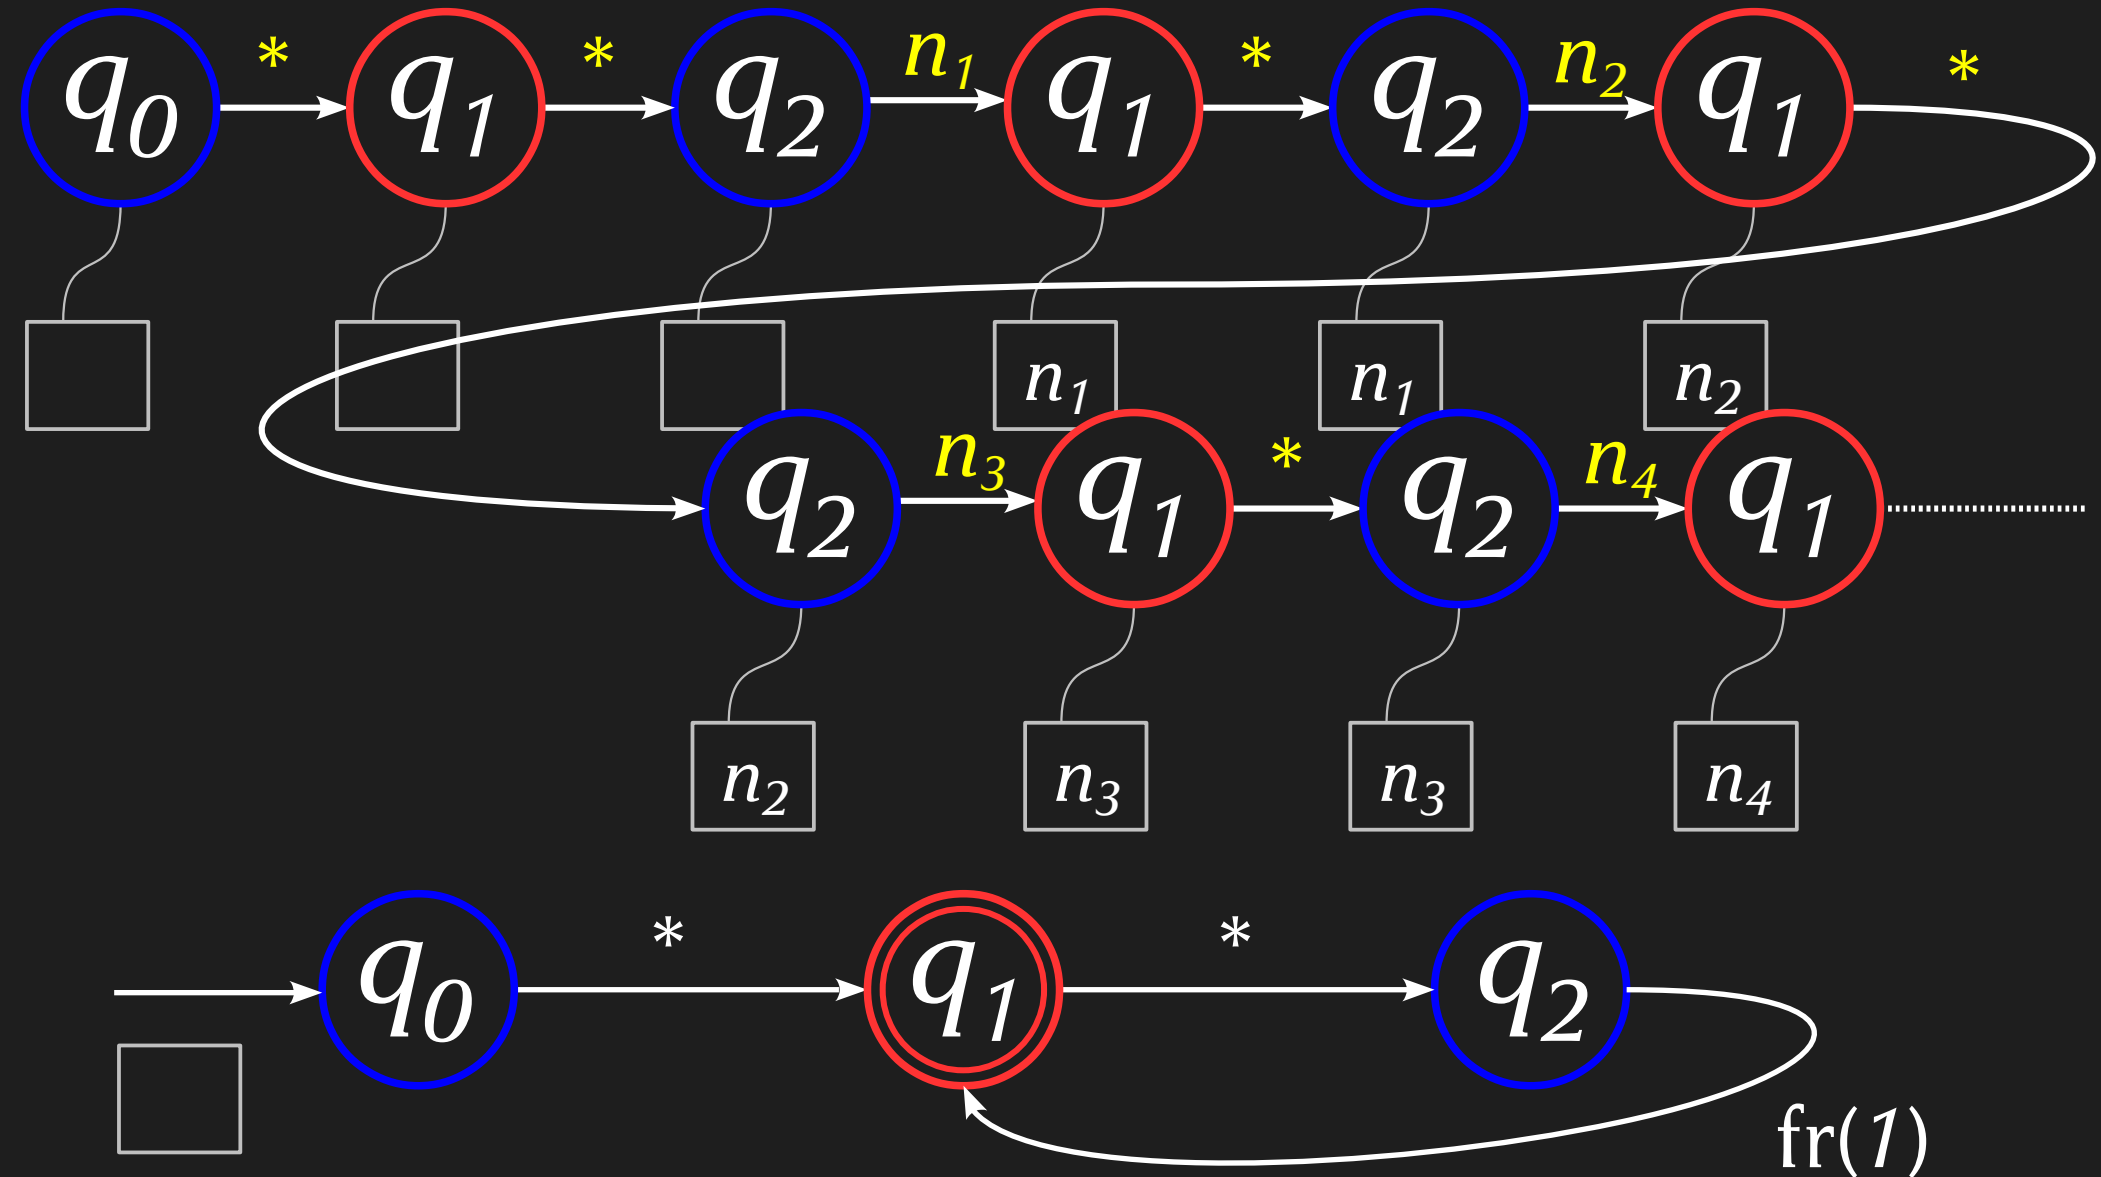 * * n₁ * n₂ *
q₀ q₁ q₂ q₁ q₂ q₁
n₁ n₁ n₂
n₃ * n₄
q₂ q₁ q₂ q₁
n₂ n₃ n₃ n₄
* *
q₀ q₁ q₂
fr(1)